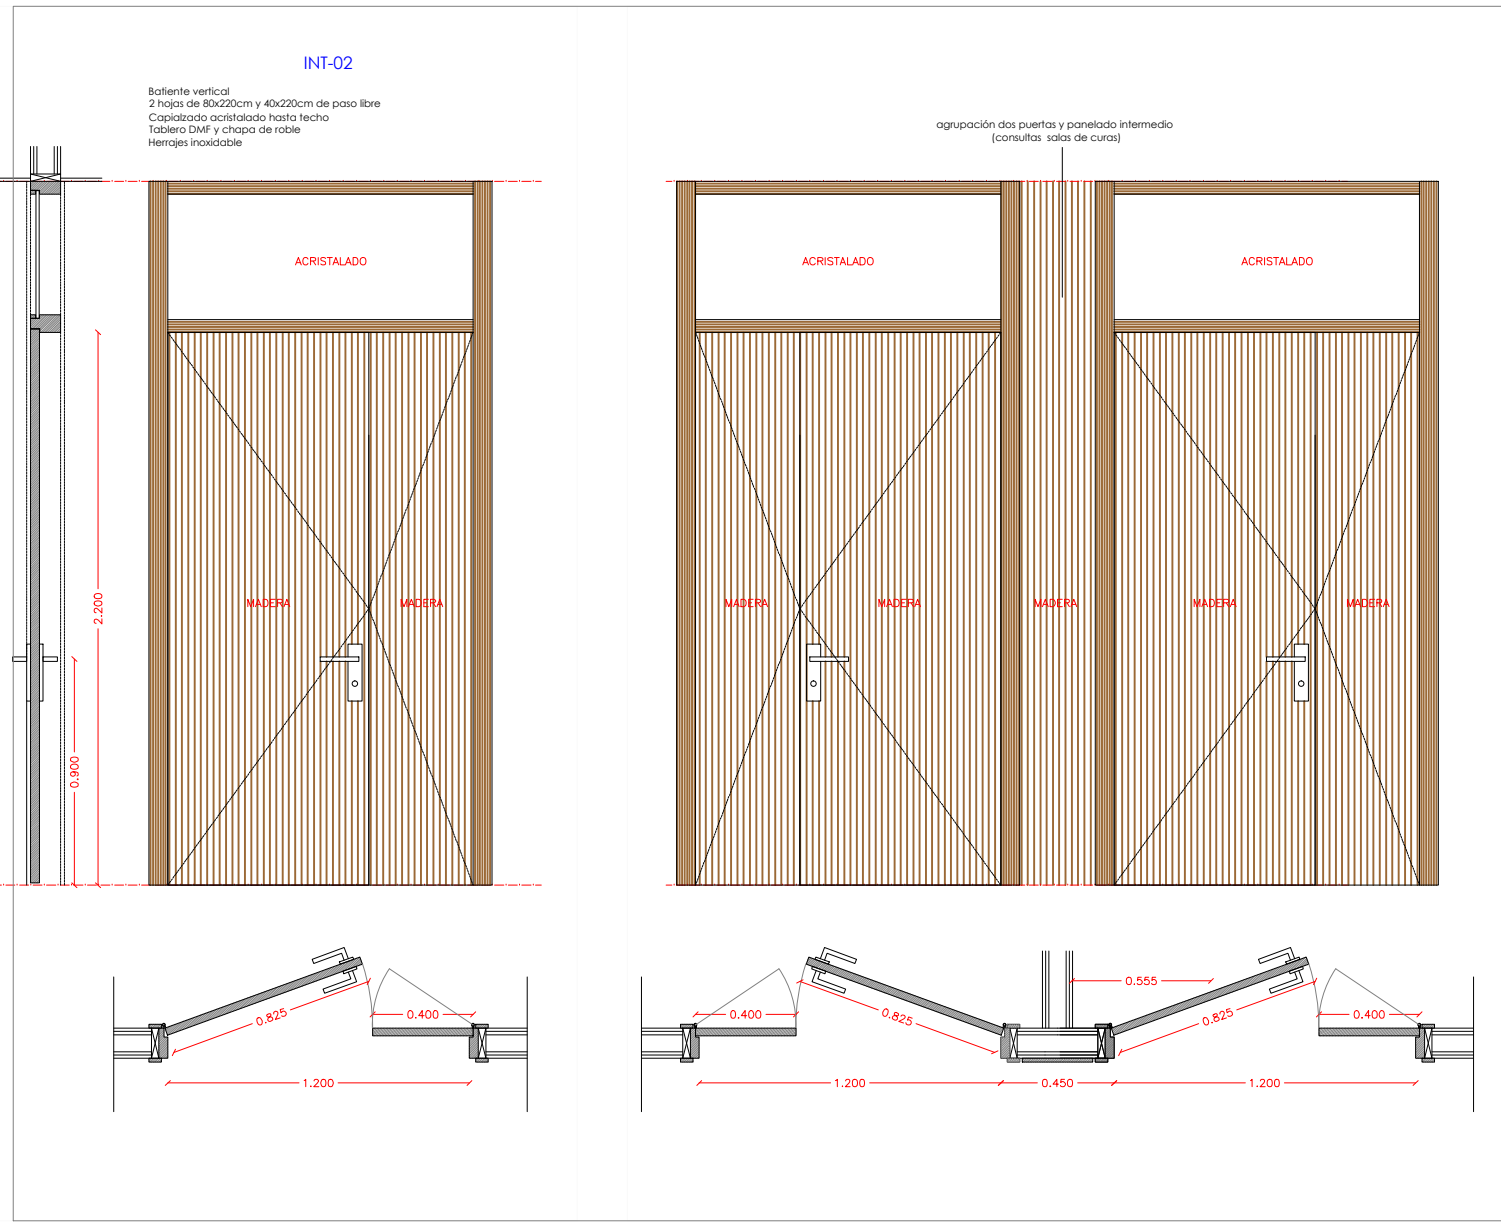 INT-02
Batiente vertical
2 hojas de 80x220cm y 40x220cm de paso libre
Capialzado acristalado hasta techo
Tablero DMF y chapa de roble
Herrajes inoxidable
agrupación dos puertas y panelado intermedio
(consultas salas de curas)
ACRISTALADO
ACRISTALADO
ACRISTALADO
MADERA
MADERA
MADERA
MADERA
MADERA
MADERA
MADERA
2.200
0.900
0.825
0.400
1.200
0.400
0.825
0.555
0.825
0.400
1.200
0.450
1.200